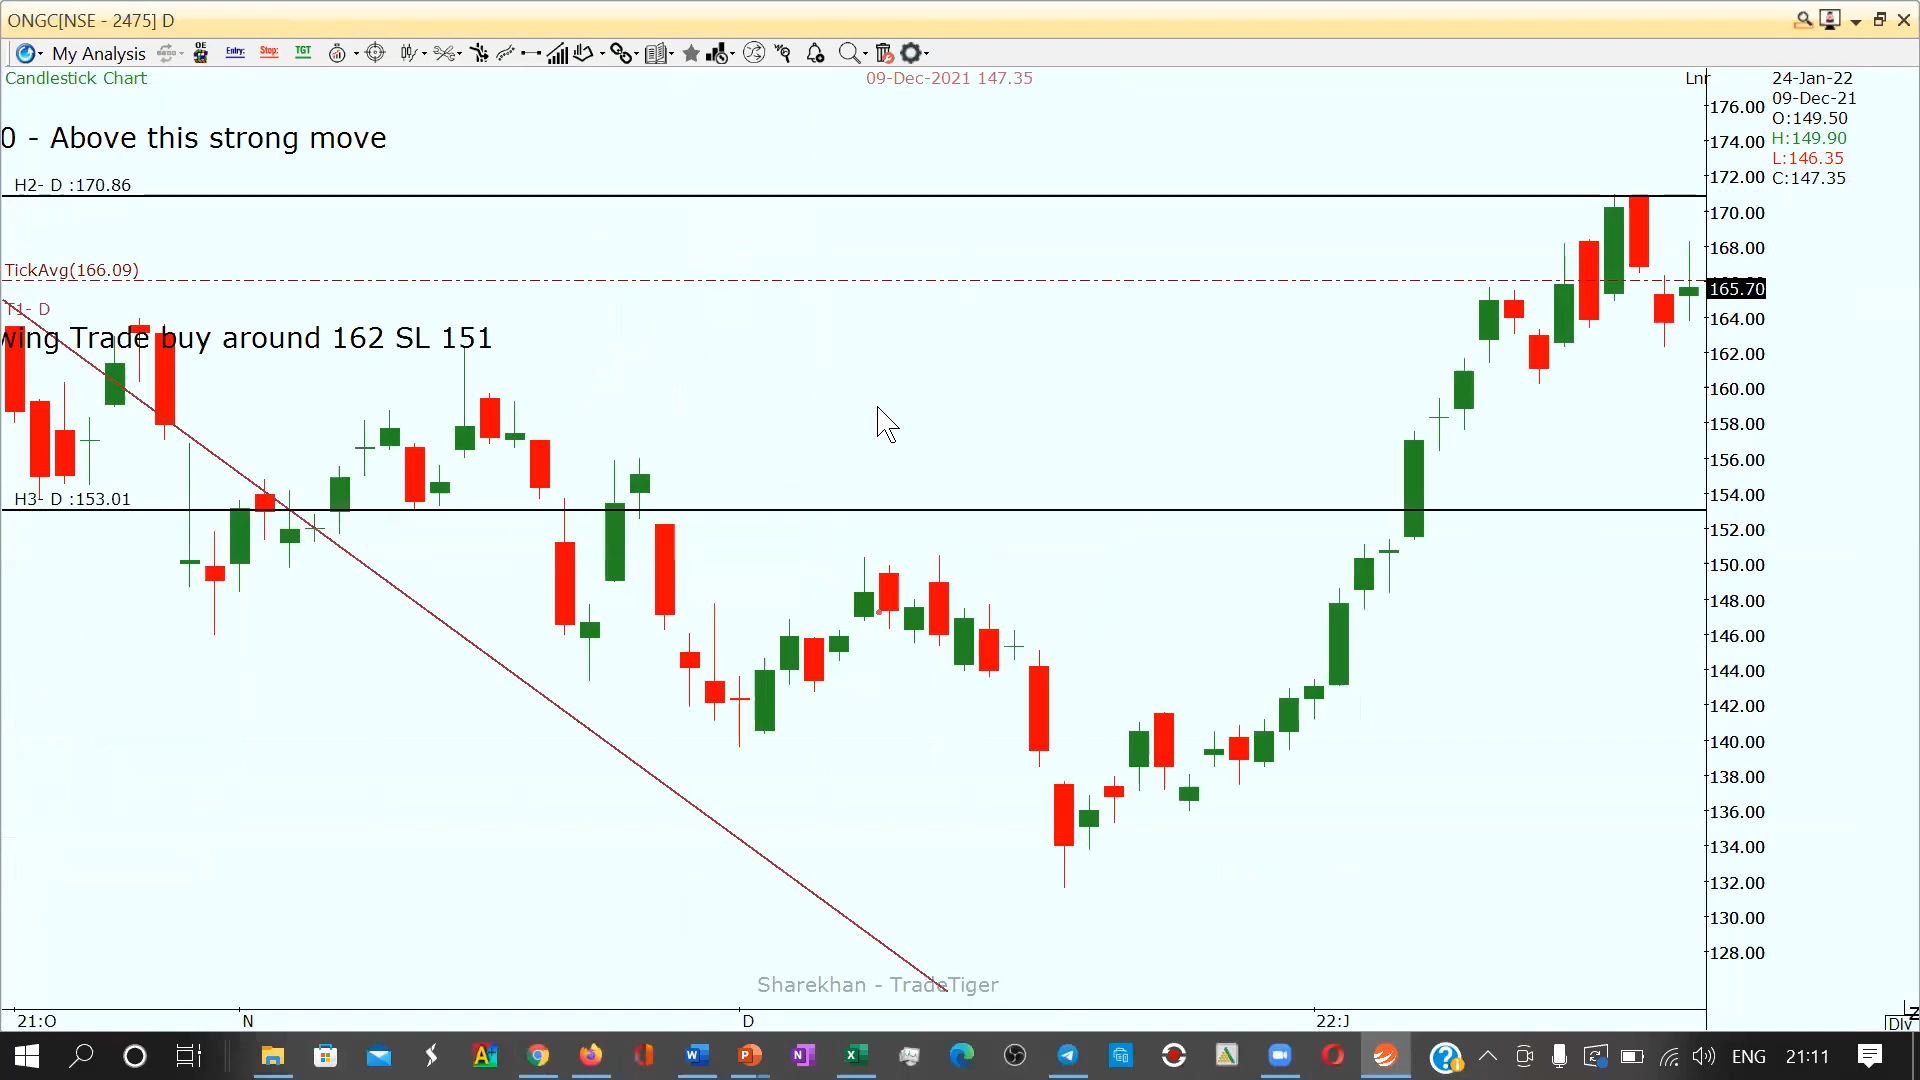 ONGC[NSE - 2475] D
My Analysis
OE
Entry:
Stop:
TGT
Candlestick Chart
09-Dec-2021 147.35
Lnr
24-Jan-22
09-Dec-21
O:149.50
H:149.90
L:146.35
C:147.35
0 - Above this strong move
H2- D :170.86
TickAvg(166.09)
T1- D
wing Trade buy around 162 SL 151
H3- D :153.01
176.00
174.00
172.00
170.00
168.00
165.70
164.00
162.00
160.00
158.00
156.00
154.00
152.00
150.00
148.00
146.00
144.00
142.00
140.00
138.00
136.00
134.00
132.00
130.00
128.00
Sharekhan - TradeTiger
21:O
N
D
22:J
ENG
21:11